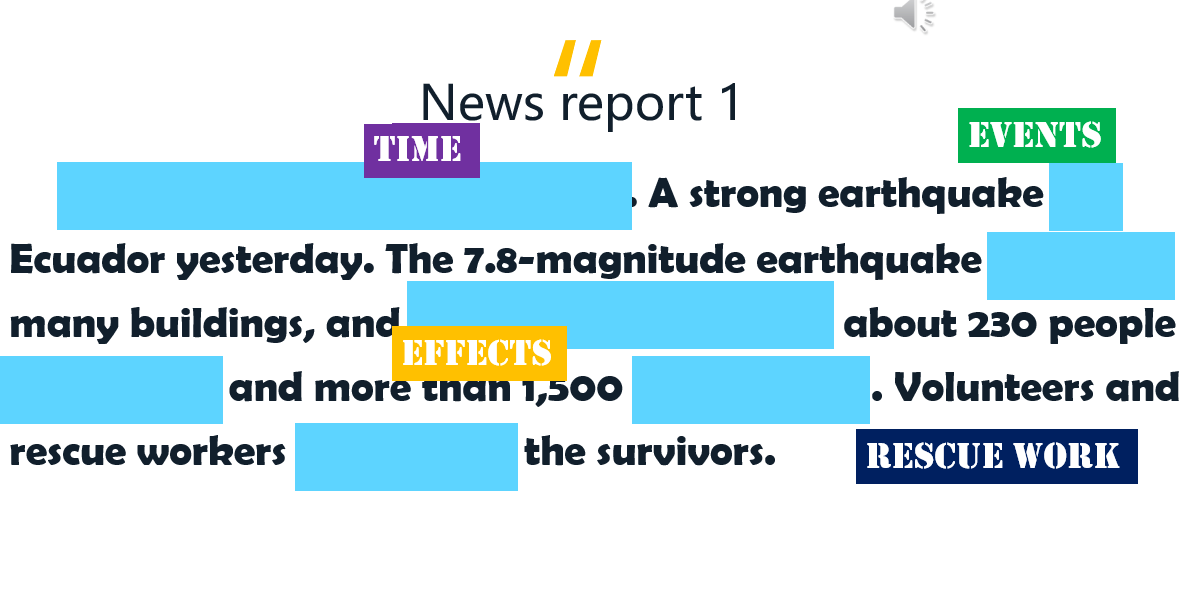 News report 1
TIME
EVENTS
. A strong earthquake
Ecuador yesterday. The 7.8-magnitude earthquake
many buildings, and about 230 people
EFFECTS
and more than 1,500 . Volunteers and
rescue workers the survivors.
RESCUE WORK